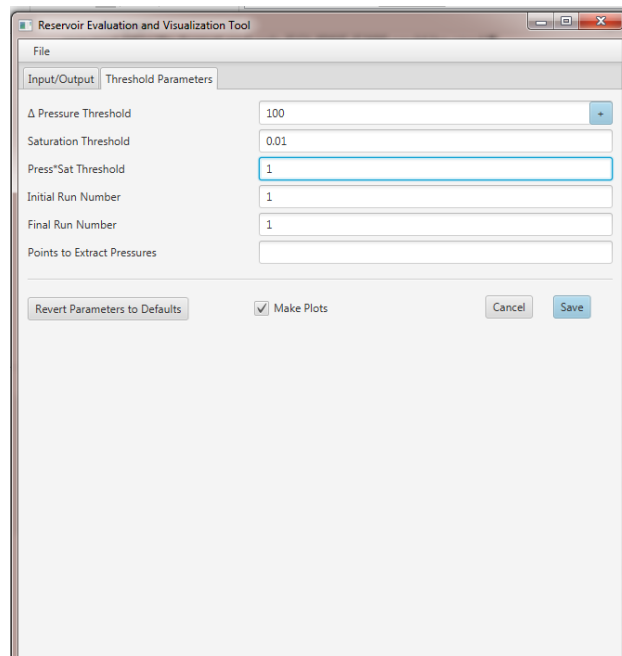 Reservoir Evaluation and Visualization Tool
File
Input/Output Threshold Parameters
Δ Pressure Threshold 100 +
Saturation Threshold 0.01
Press*Sat Threshold 1
Initial Run Number 1
Final Run Number 1
Points to Extract Pressures
Revert Parameters to Defaults Make Plots Cancel Save